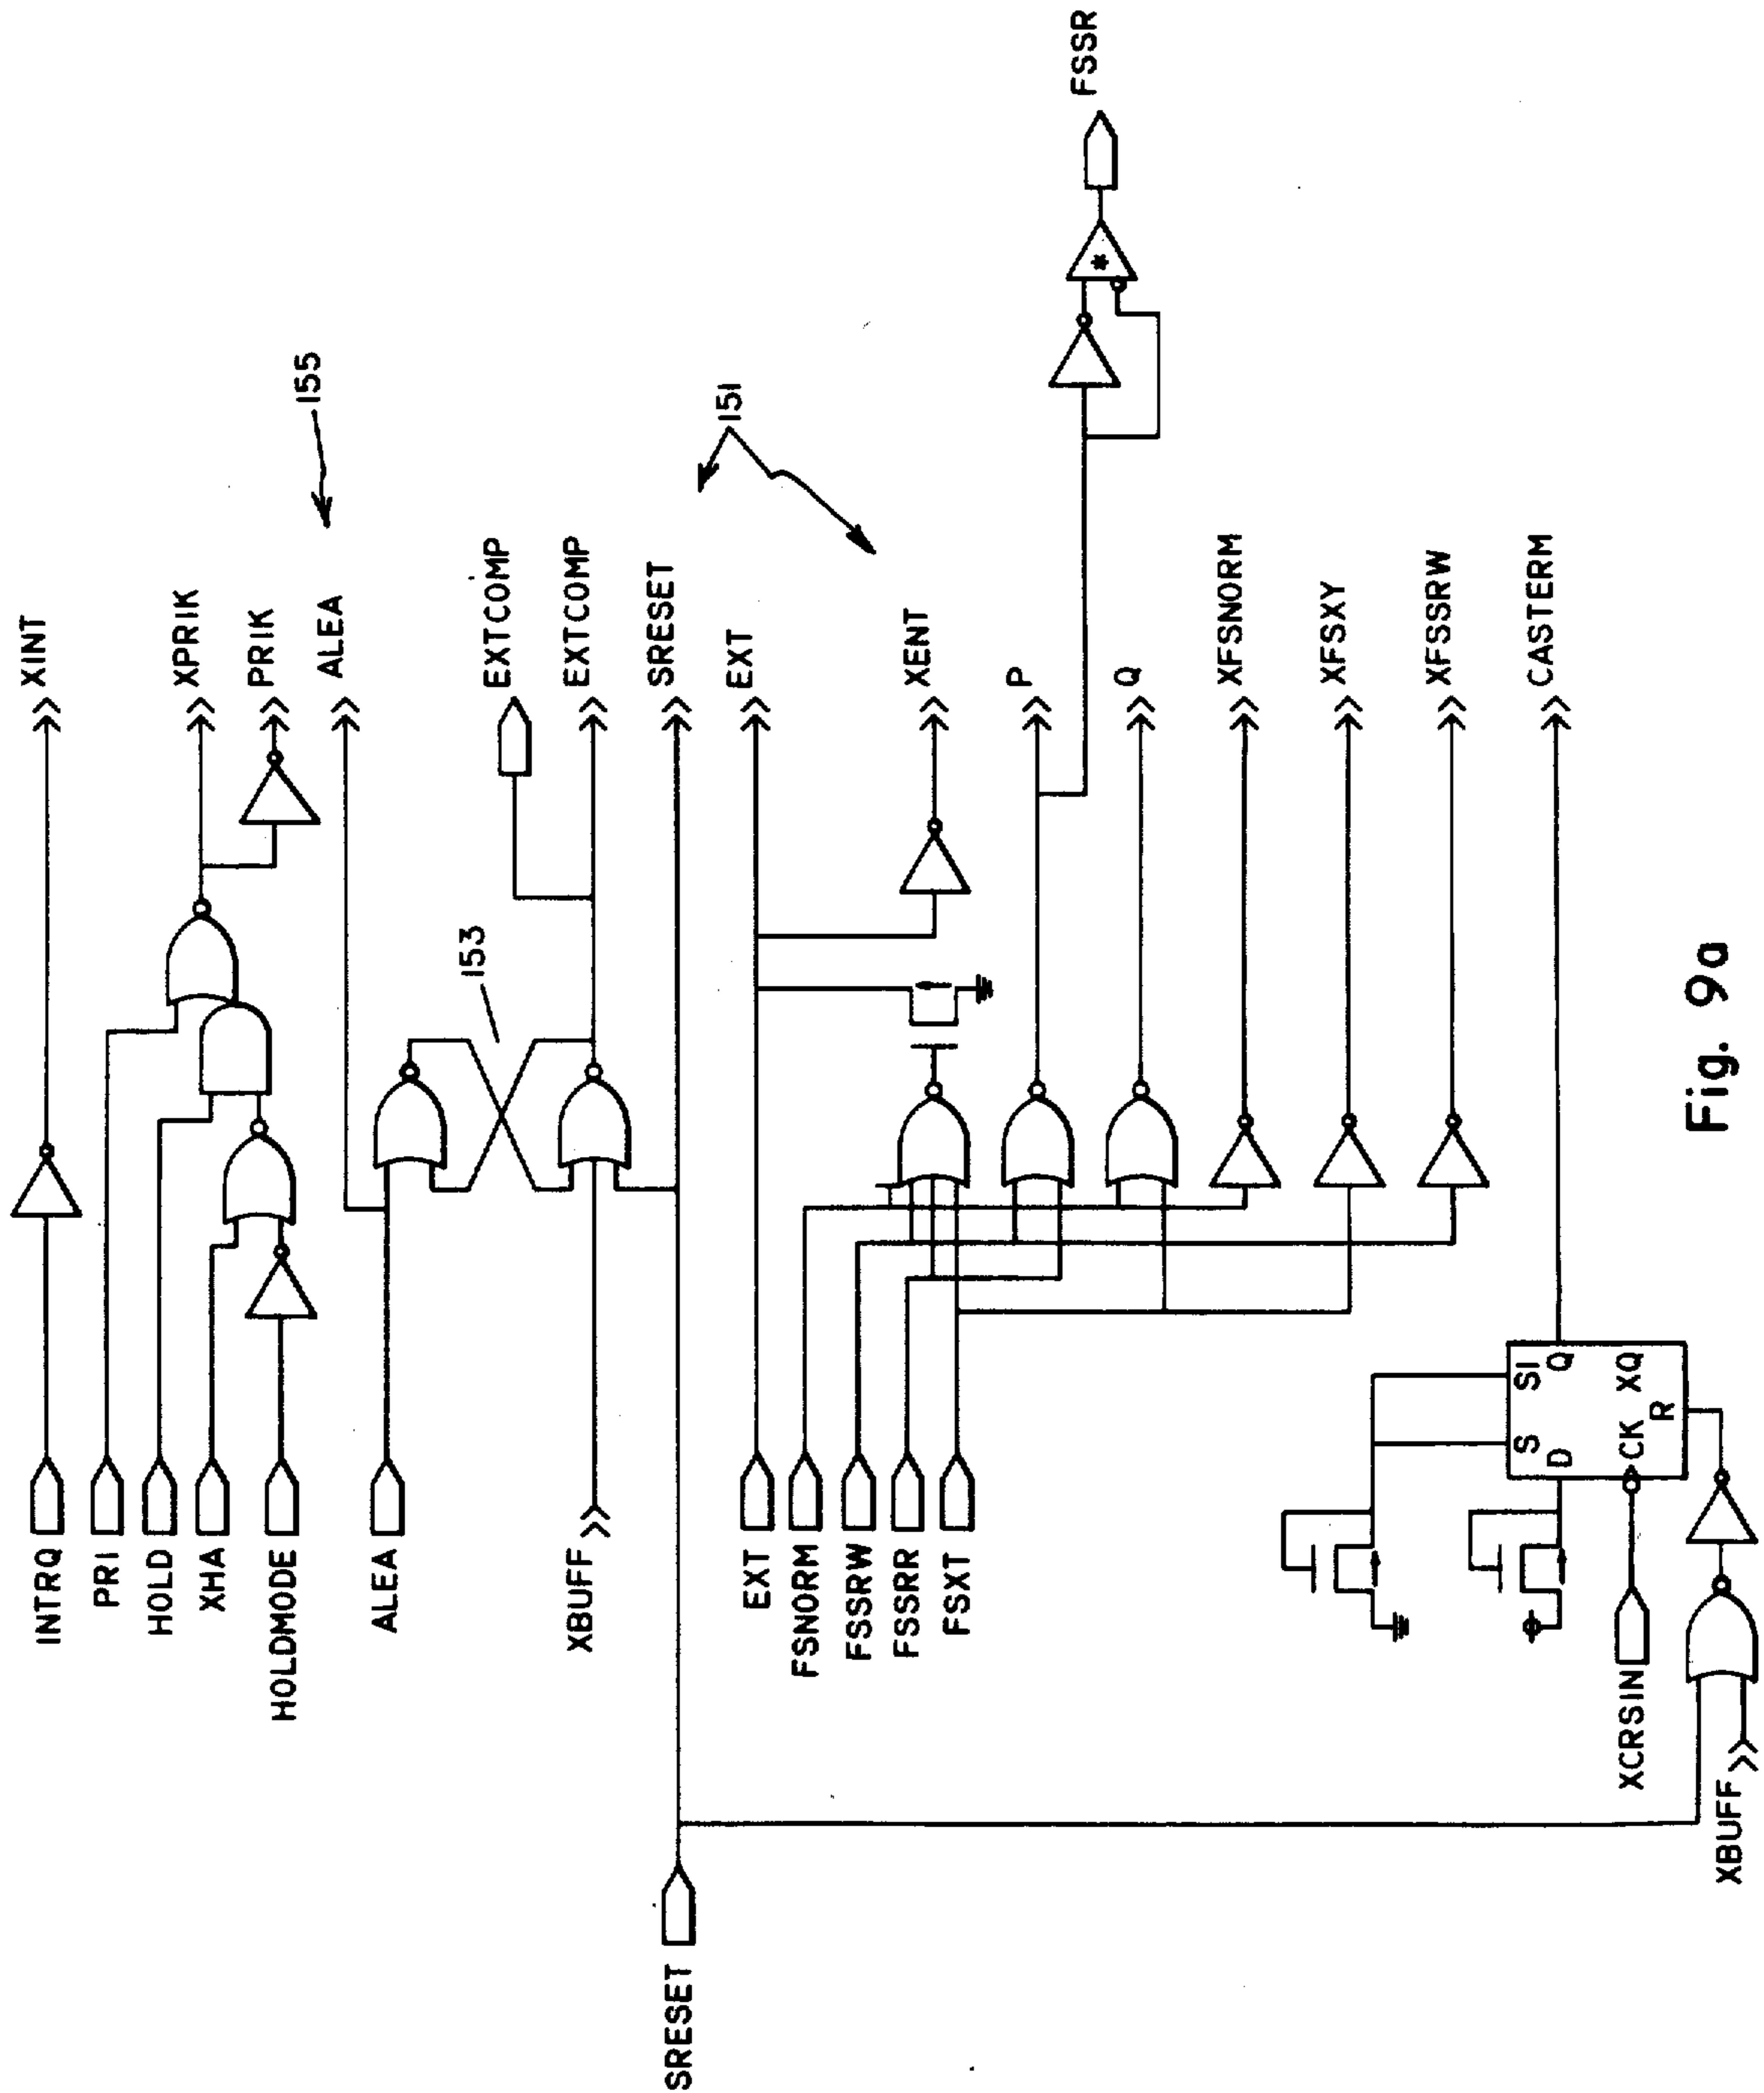 INTRQ
PRI
HOLD
XHA
HOLDMODE
ALEA
XBUFF
SRESET
EXT
FSNORM
FSSRW
FSSRR
FSXT
XCRSIN
XBUFF
S SI
D Q
CK XQ
R
153
XINT
XPRIK
PRIK
ALEA
155
EXTCOMP
EXTCOMP
SRESET
151
EXT
XENT
P
Q
*
FSSR
XFSNORM
XFSXY
XFSSRW
CASTERM
Fig. 9a